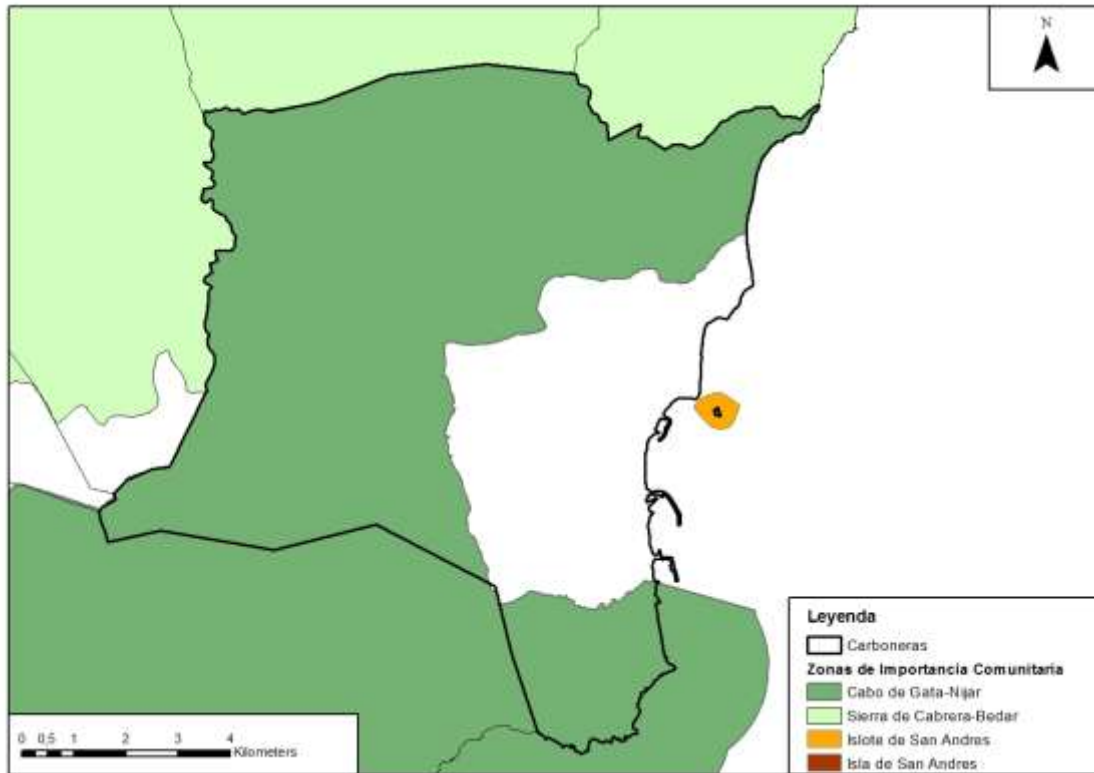 N
Leyenda
Carboneras
Zonas de Importancia Comunitaria
Cabo de Gata-Nijar
Sierra de Cabrera-Bedar
Islote de San Andres
Isla de San Andres
0 0,5 1 2 3 4
Kilometers